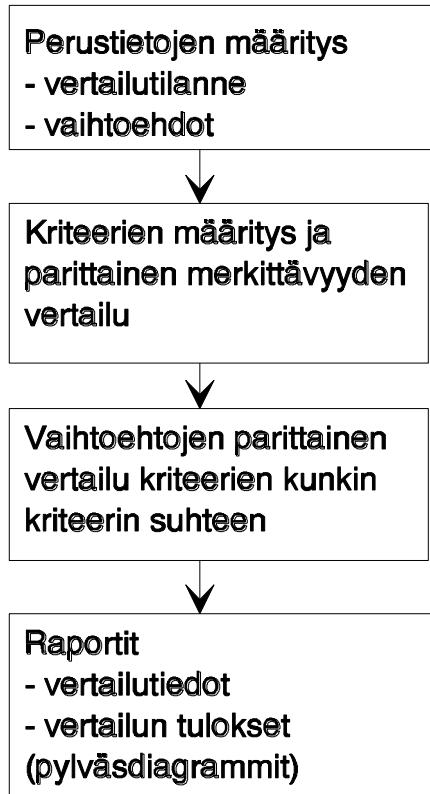 Perustietojen määritys
- vertailutilanne
- vaihtoehdot
Kriteerien määritys ja
parittainen merkittävyyden
vertailu
Vaihtoehtojen parittainen
vertailu kriteerien kunkin
kriteerin suhteen
Raportit
- vertailutiedot
- vertailun tulokset
(pylväsdiagrammit)